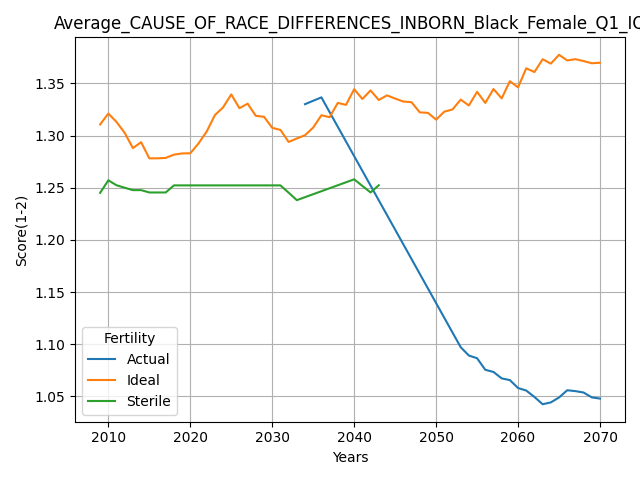 Average_CAUSE_OF_RACE_DIFFERENCES_INBORN_Black_Female_Q1_IC
Score(1-2)
1.35
1.30
1.25
1.20
1.15
1.10
1.05
Fertility
Actual
Ideal
Sterile
2010 2020 2030 2040 2050 2060 2070
Years